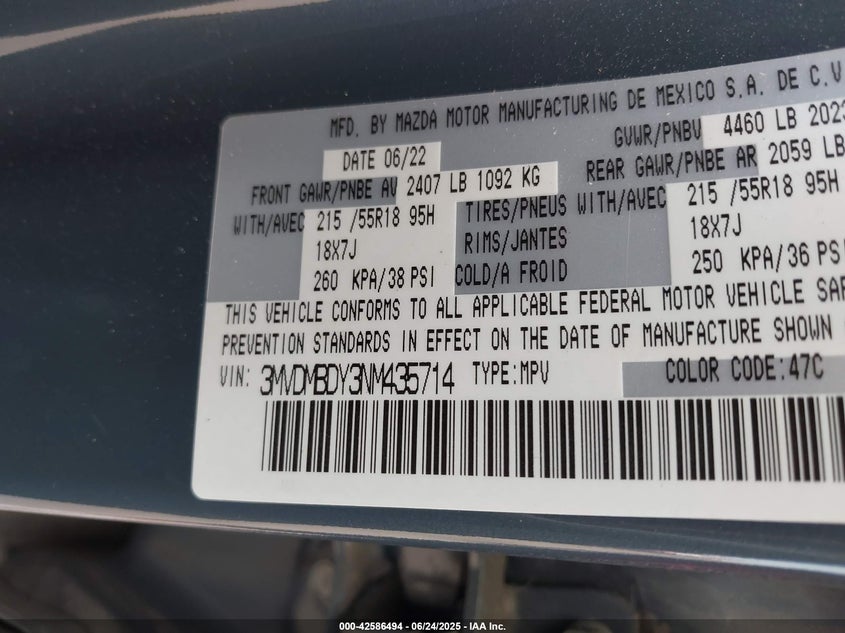 MFD. BY MAZDA MOTOR MANUFACTURING DE MEXICO S.A. DE C.V
DATE 06/22 GVWR/PNBV 4460 LB 2023
FRONT GAWR/PNBE AV 2407 LB 1092 KG REAR GAWR/PNBE AR 2059 LB
WITH/AVEC 215 /55R18 95H TIRES/PNEUS WITH/AVEC 215 /55R18 95H
18X7J RIMS/JANTES 18X7J
260 KPA/38 PSI COLD/A FROID 250 KPA/36 PSI
THIS VEHICLE CONFORMS TO ALL APPLICABLE FEDERAL MOTOR VEHICLE SAF
PREVENTION STANDARDS IN EFFECT ON THE DATE OF MANUFACTURE SHOWN
VIN: 3MVDMBDY3NM435714 TYPE:MPV COLOR CODE:47C
000-42586494 - 06/24/2025 - IAA Inc.